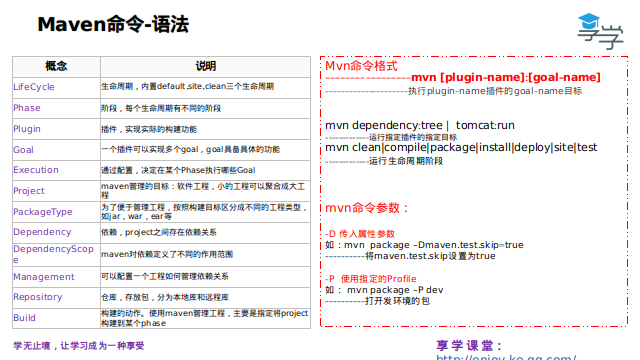 Maven命令-语法
享学
概念 说明
LifeCycle 生命周期，内置default,site,clean三个生命周期
Phase 阶段，每个生命周期有不同的阶段
Plugin 插件，实现实际的构建功能
Goal 一个插件可以实现多个goal，goal具备具体的功能
Execution 通过配置，决定在某个Phase执行哪些Goal
Project maven管理的目标：软件工程，小的工程可以聚合成大工
程
PackageType 为了便于管理工程，按照构建目标区分成不同的工程类型，
如jar，war，ear等
Dependency 依赖，project之间存在依赖关系
DependencyScop
e maven对依赖定义了不同的作用范围
Management 可以配置一个工程如何管理依赖关系
Repository 仓库，存放包，分为本地库和远程库
Build 构建的动作。使用maven管理工程，主要是指定将project
构建到某个phase
Mvn命令格式
--------------------mvn [plugin-name]:[goal-name]
----------------------执行plugin-name插件的goal-name目标
mvn dependency:tree | tomcat:run
-------------运行指定插件的指定目标
mvn clean|compile|package|install|deploy|site|test
-------------运行生命周期阶段
mvn命令参数：
-D 传入属性参数
如：mvn package –Dmaven.test.skip=true
----------将maven.test.skip设置为true
-P 使用指定的Profile
如： mvn package –P dev
----------打开开发环境的包
学无止境，让学习成为一种享受
享学课堂：
http://enjoy.ke.qq.com/